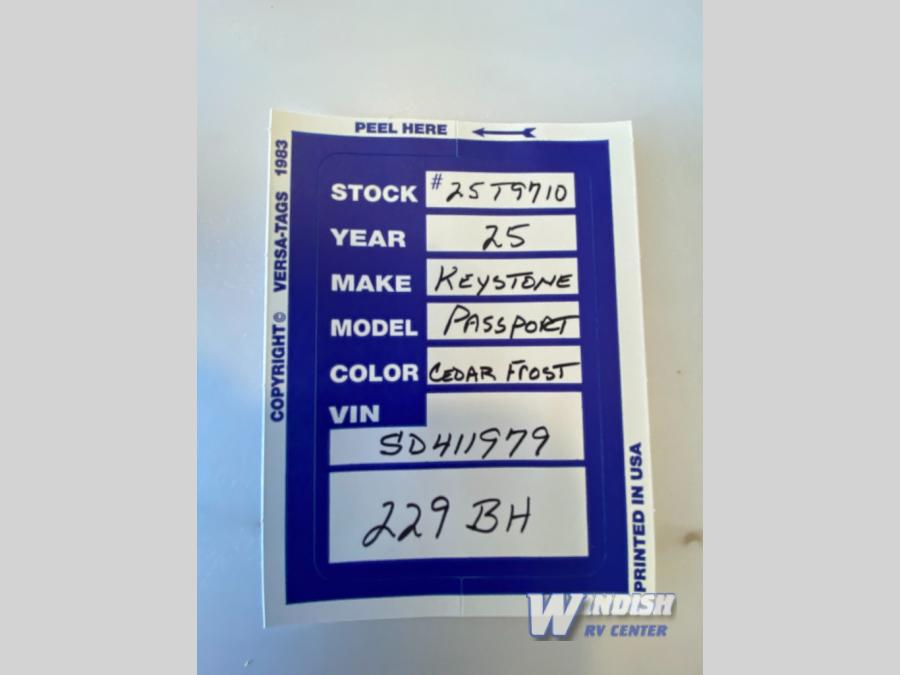 PEEL HERE
COPYRIGHT© VERSA-TAGS 1983
STOCK #25T9710
YEAR 25
MAKE KEYSTONE
MODEL PASSPORT
COLOR CEDAR FROST
VIN
SD411979
229 BH
PRINTED IN USA
WINDISH
RV CENTER